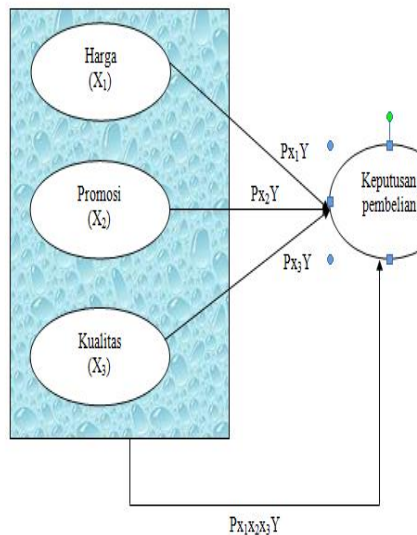 Harga
(X₁)
Px₁Y
Promosi
(X₂)
Px₂Y
Keputusan
pembelian
Px₃Y
Kualitas
(X₃)
Px₁x₂x₃Y